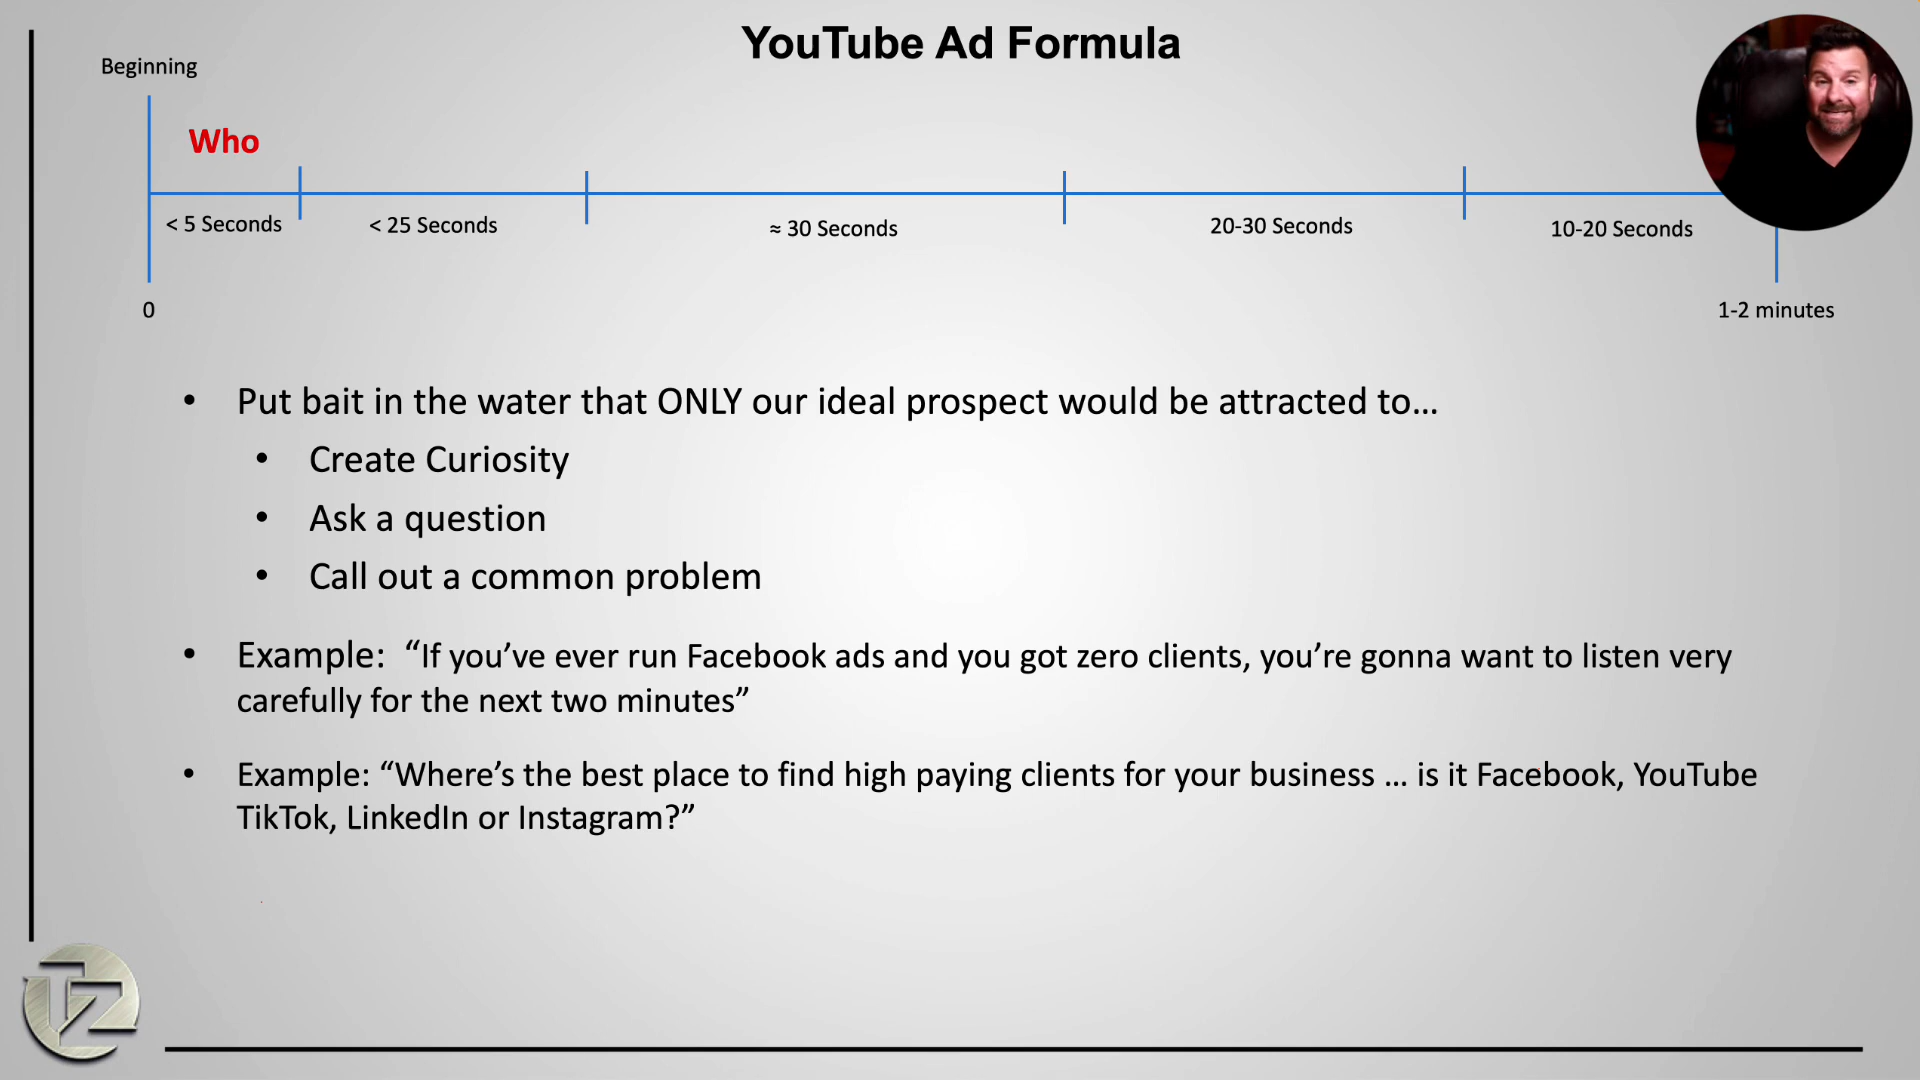 YouTube Ad Formula
Beginning
Who
< 5 Seconds
< 25 Seconds
≈ 30 Seconds
20-30 Seconds
10-20 Seconds
0
1-2 minutes
• Put bait in the water that ONLY our ideal prospect would be attracted to...
• Create Curiosity
• Ask a question
• Call out a common problem
• Example: “If you’ve ever run Facebook ads and you got zero clients, you’re gonna want to listen very
carefully for the next two minutes”
• Example: “Where’s the best place to find high paying clients for your business ... is it Facebook, YouTube
TikTok, LinkedIn or Instagram?”
TZ